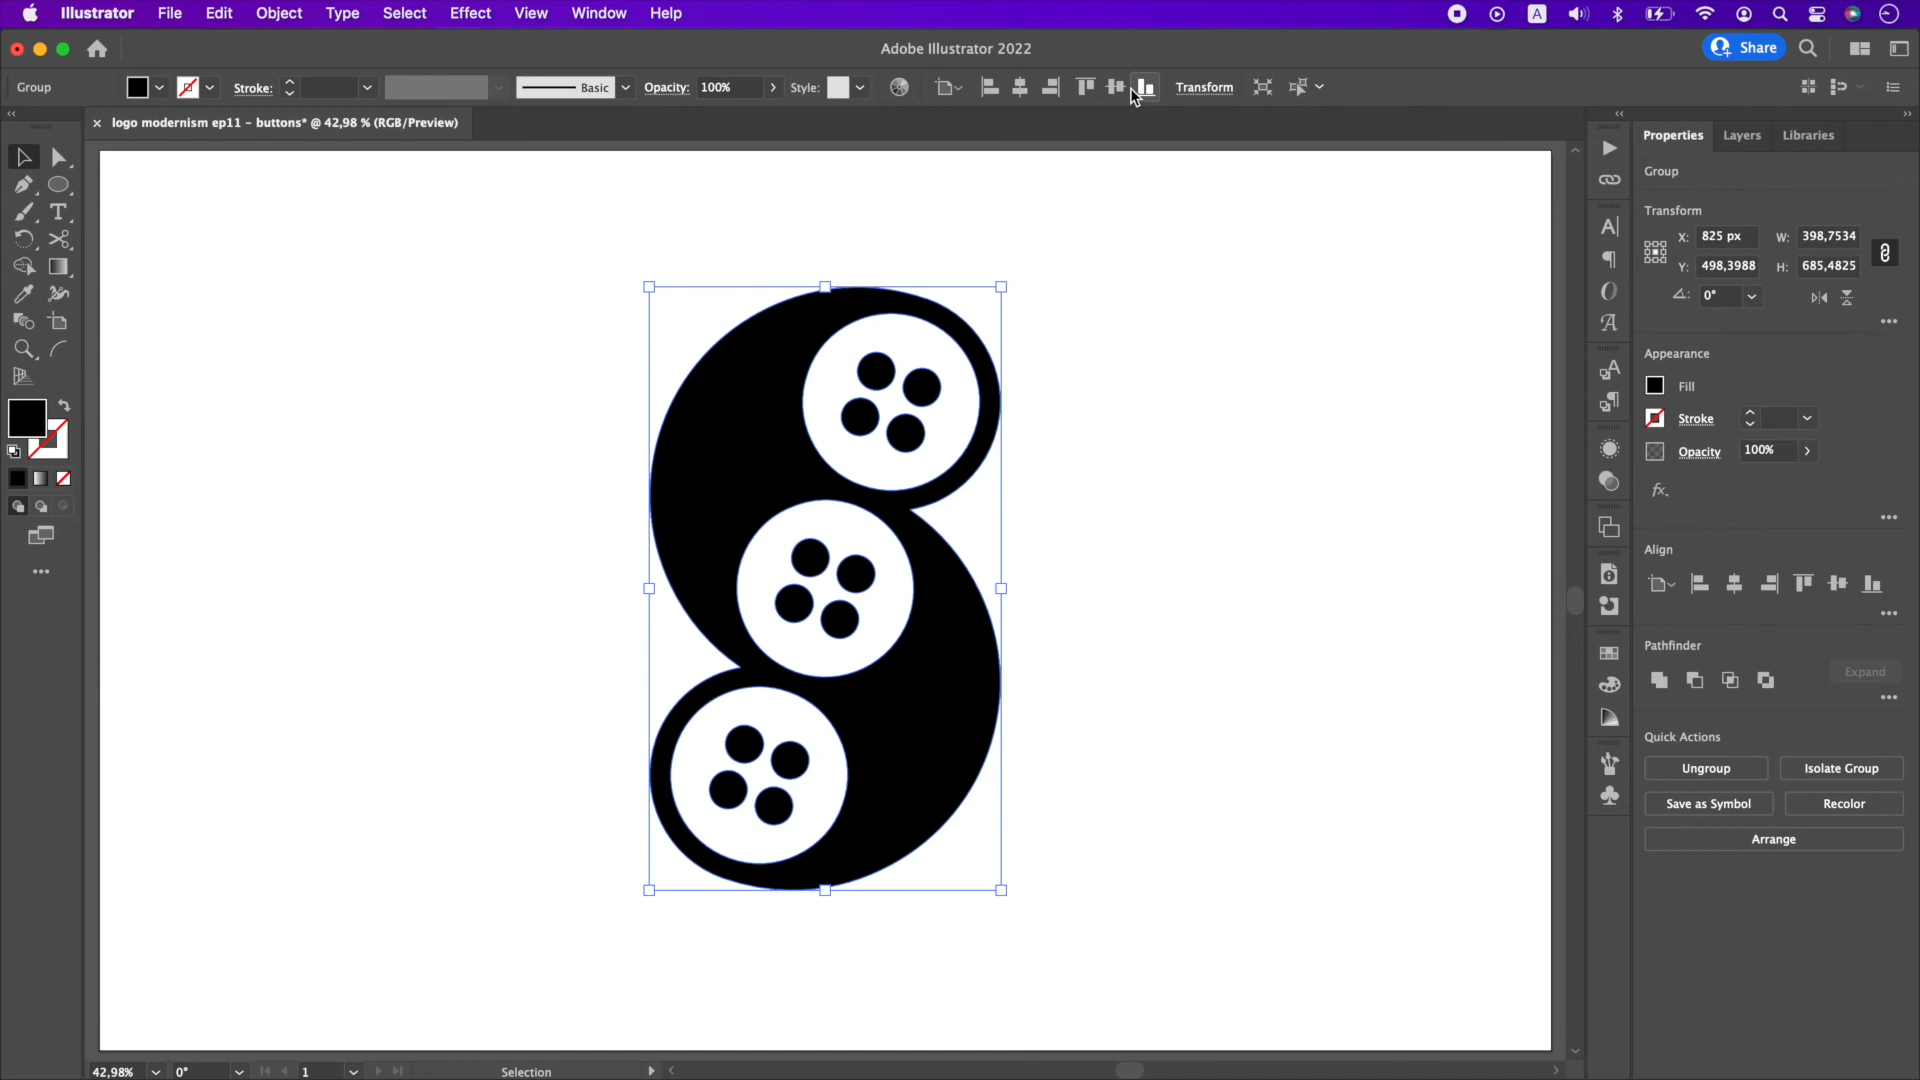 Illustrator File Edit Object Type Select Effect View Window Help A
Adobe Illustrator 2022
Share
Group Stroke: Basic Opacity: 100% Style: Transform
× logo modernism ep11 – buttons* @ 42,98 % (RGB/Preview)
Properties Layers Libraries
Group
Transform
X: 825 px W: 398,7534
Y: 498,3988 H: 685,4825
0°
Appearance
Fill
Stroke
Opacity 100%
fx.
Align
Pathfinder
Expand
Quick Actions
Ungroup Isolate Group
Save as Symbol Recolor
Arrange
42,98% 0° 1 Selection